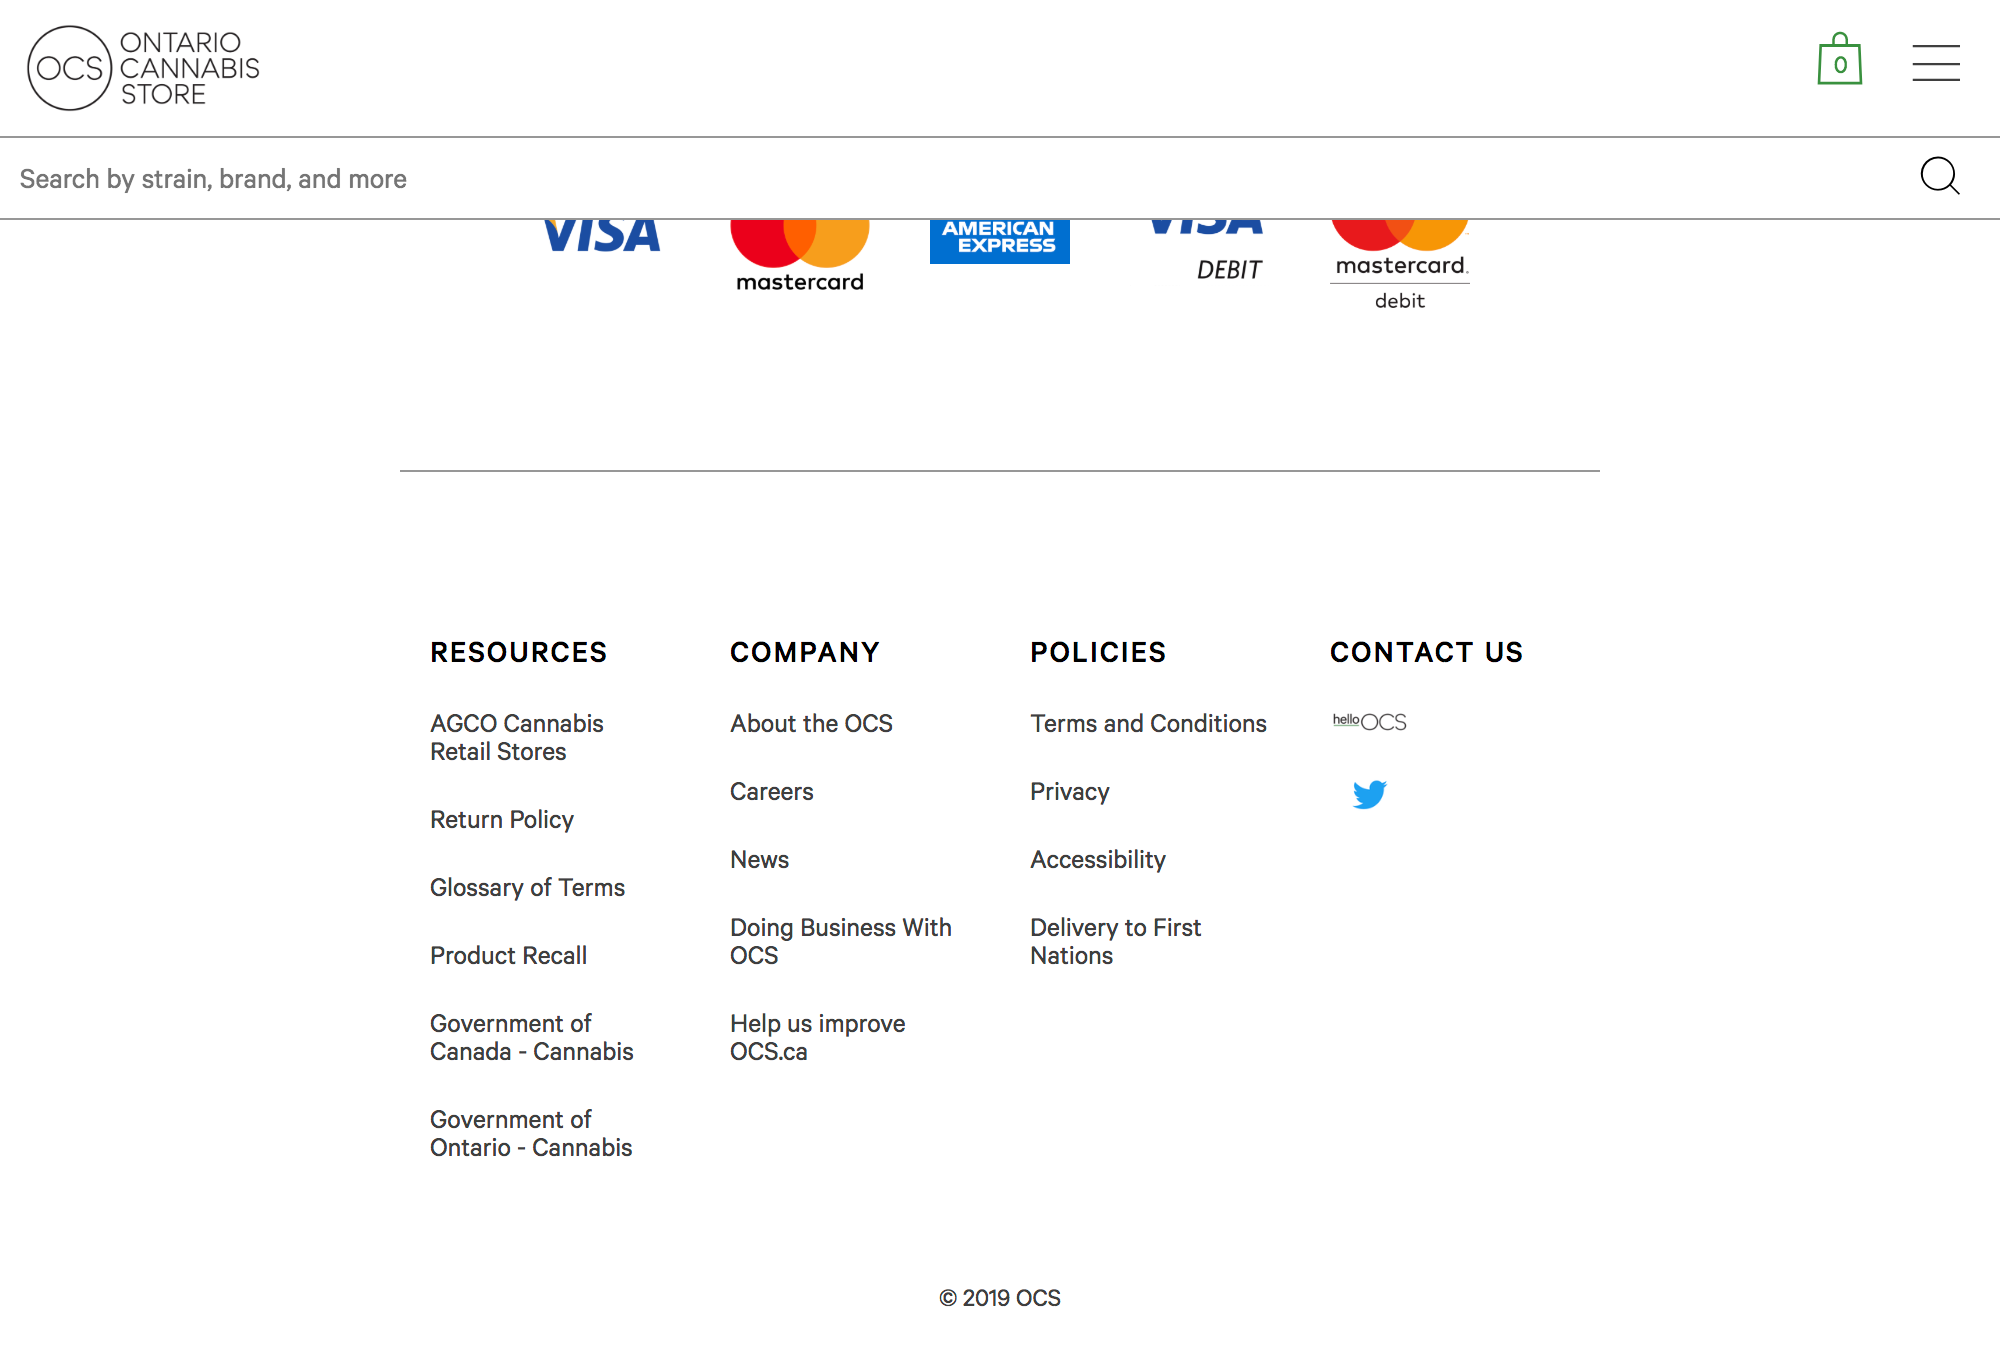 OCS
ONTARIO
CANNABIS
STORE
0
Search by strain, brand, and more
VISA
mastercard
AMERICAN
EXPRESS
VISA
DEBIT
mastercard.
debit
RESOURCES
AGCO Cannabis
Retail Stores
Return Policy
Glossary of Terms
Product Recall
Government of
Canada - Cannabis
Government of
Ontario - Cannabis
COMPANY
About the OCS
Careers
News
Doing Business With
OCS
Help us improve
OCS.ca
POLICIES
Terms and Conditions
Privacy
Accessibility
Delivery to First
Nations
CONTACT US
helloOCS
© 2019 OCS